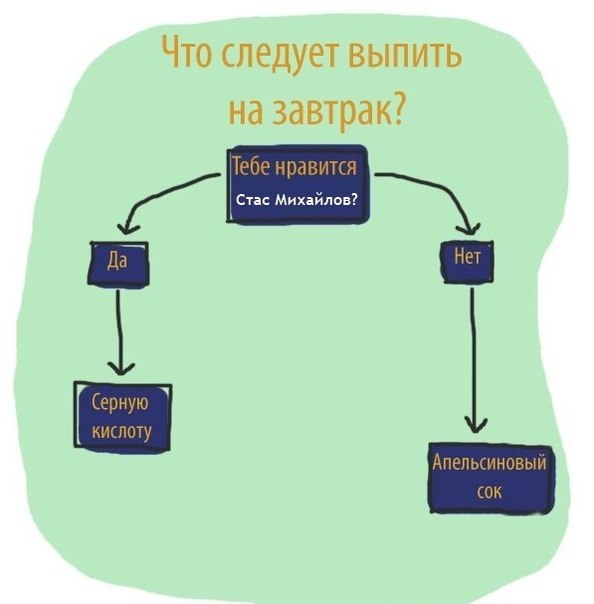 Что следует выпить
на завтрак?
Тебе нравится
Стас Михайлов?
Да
Нет
Серную
кислоту
Апельсиновый
сок